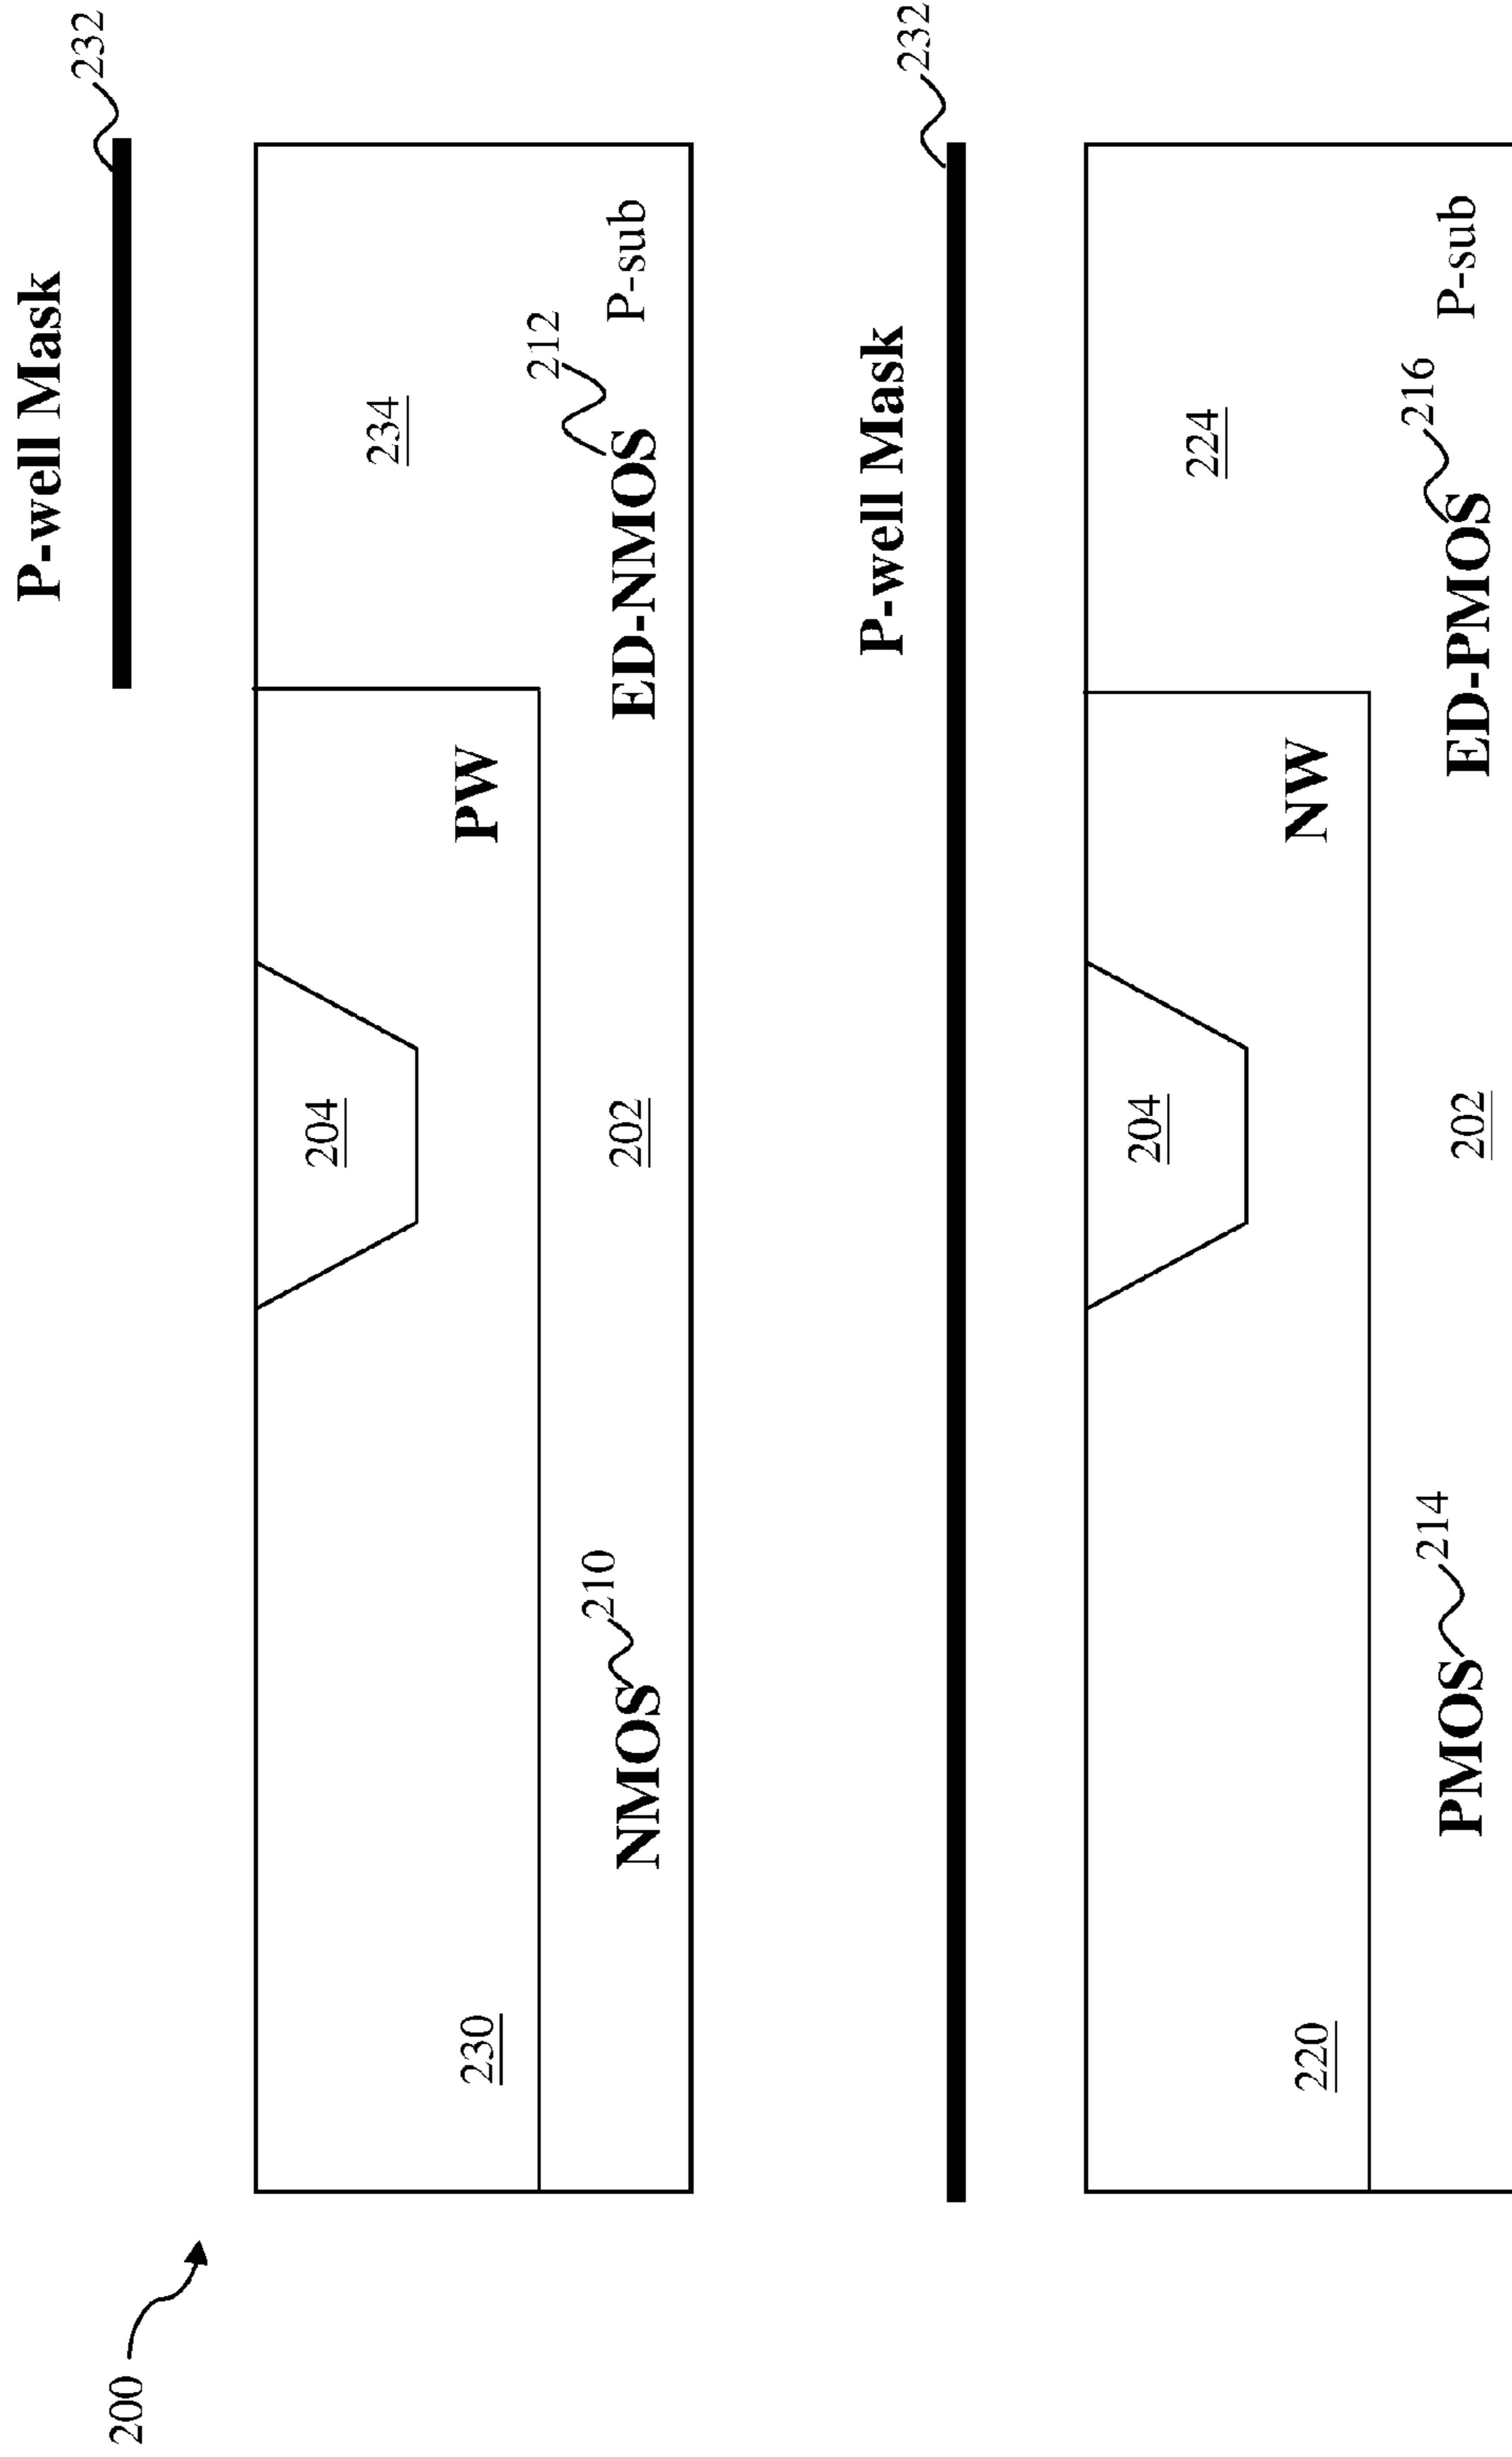 200
P-well Mask
232
204
234
230
PW
212
NMOS
210
202
ED-NMOS
P-sub
P-well Mask
232
204
224
220
NW
216
PMOS
214
202
ED-PMOS
P-sub